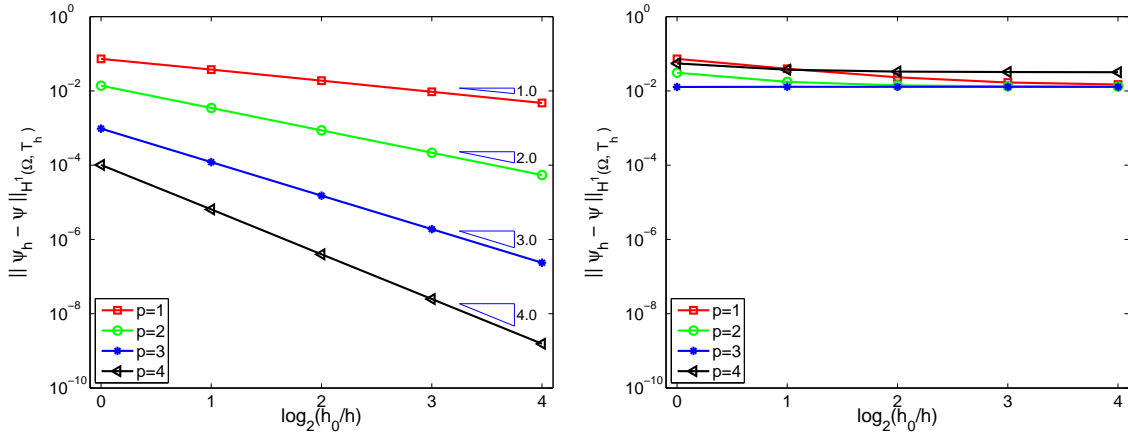 10^0
10^−2
10^−4
10^−6
10^−8
10^−10
0 1 2 3 4
log_2(h_0/h)
|| ψ_h − ψ ||_{H^1(Ω, T_h)}
1.0
2.0
3.0
4.0
p=1
p=2
p=3
p=4
10^0
10^−2
10^−4
10^−6
10^−8
10^−10
0 1 2 3 4
log_2(h_0/h)
|| ψ_h − ψ ||_{H^1(Ω, T_h)}
p=1
p=2
p=3
p=4